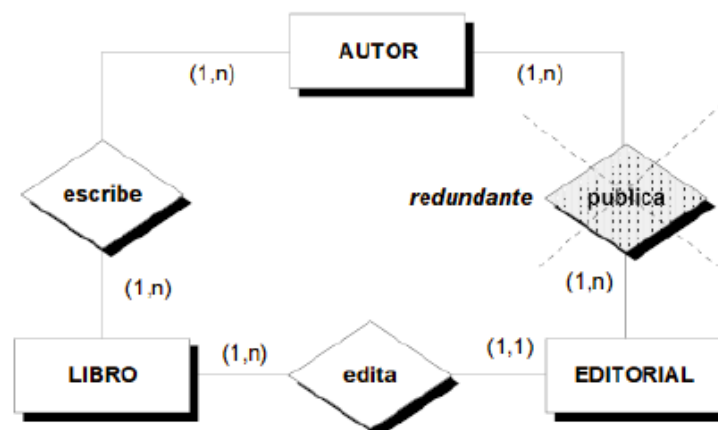 AUTOR
(1,n)
(1,n)
escribe
redundante
publica
(1,n)
(1,n)
LIBRO
(1,n)
edita
(1,1)
EDITORIAL